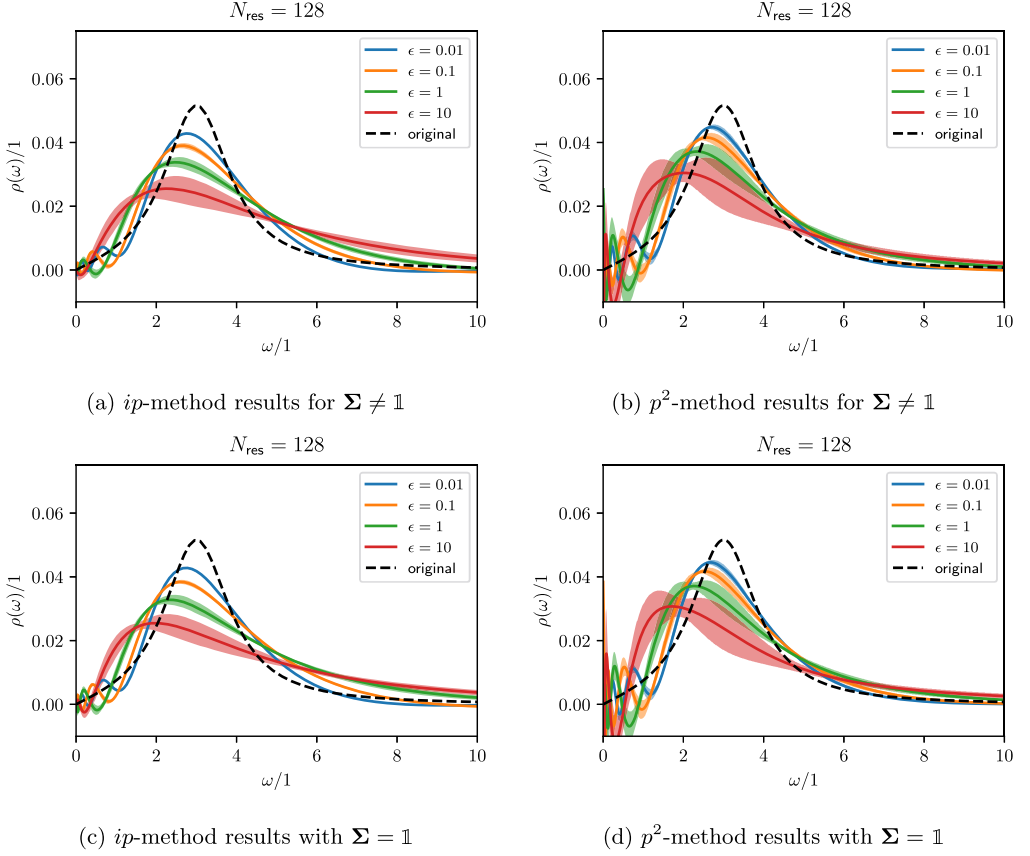 N_res = 128
ρ(ω)/1
0.06
0.04
0.02
0.00
ϵ = 0.01
ϵ = 0.1
ϵ = 1
ϵ = 10
original
0 2 4 6 8 10
ω/1
(a) ip-method results for Σ ≠ 𝟙
N_res = 128
ρ(ω)/1
0.06
0.04
0.02
0.00
ϵ = 0.01
ϵ = 0.1
ϵ = 1
ϵ = 10
original
0 2 4 6 8 10
ω/1
(b) p²-method results for Σ ≠ 𝟙
N_res = 128
ρ(ω)/1
0.06
0.04
0.02
0.00
ϵ = 0.01
ϵ = 0.1
ϵ = 1
ϵ = 10
original
0 2 4 6 8 10
ω/1
(c) ip-method results with Σ = 𝟙
N_res = 128
ρ(ω)/1
0.06
0.04
0.02
0.00
ϵ = 0.01
ϵ = 0.1
ϵ = 1
ϵ = 10
original
0 2 4 6 8 10
ω/1
(d) p²-method results with Σ = 𝟙